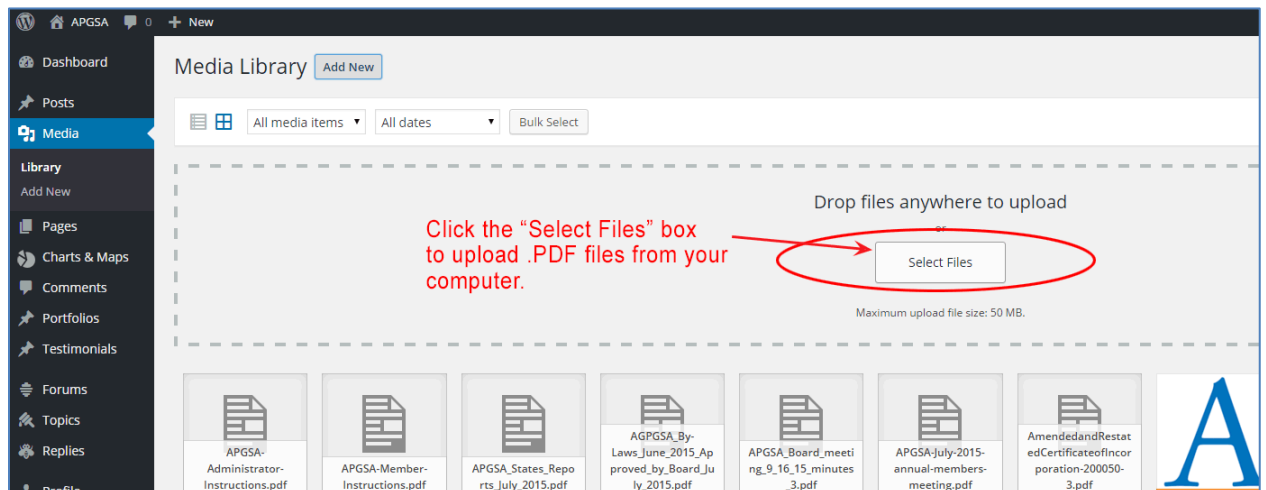 APGSA 0 + New
Dashboard
Posts
Media
Library
Add New
Pages
Charts & Maps
Comments
Portfolios
Testimonials
Forums
Topics
Replies
Profile
Media Library Add New
All media items All dates Bulk Select
Drop files anywhere to upload
or
Select Files
Maximum upload file size: 50 MB.
Click the “Select Files” box
to upload .PDF files from your
computer.
APGSA-
Administrator-
Instructions.pdf
APGSA-Member-
Instructions.pdf
APGSA_States_Repo
rts_July_2015.pdf
AGPGSA_By-
Laws_June_2015_Ap
proved_by_Board_Ju
ly_2015.pdf
APGSA_Board_meeti
ng_9_16_15_minutes
_3.pdf
APGSA-July-2015-
annual-members-
meeting.pdf
AmendedandRestat
edCertificateofIncor
poration-200050-
3.pdf
A